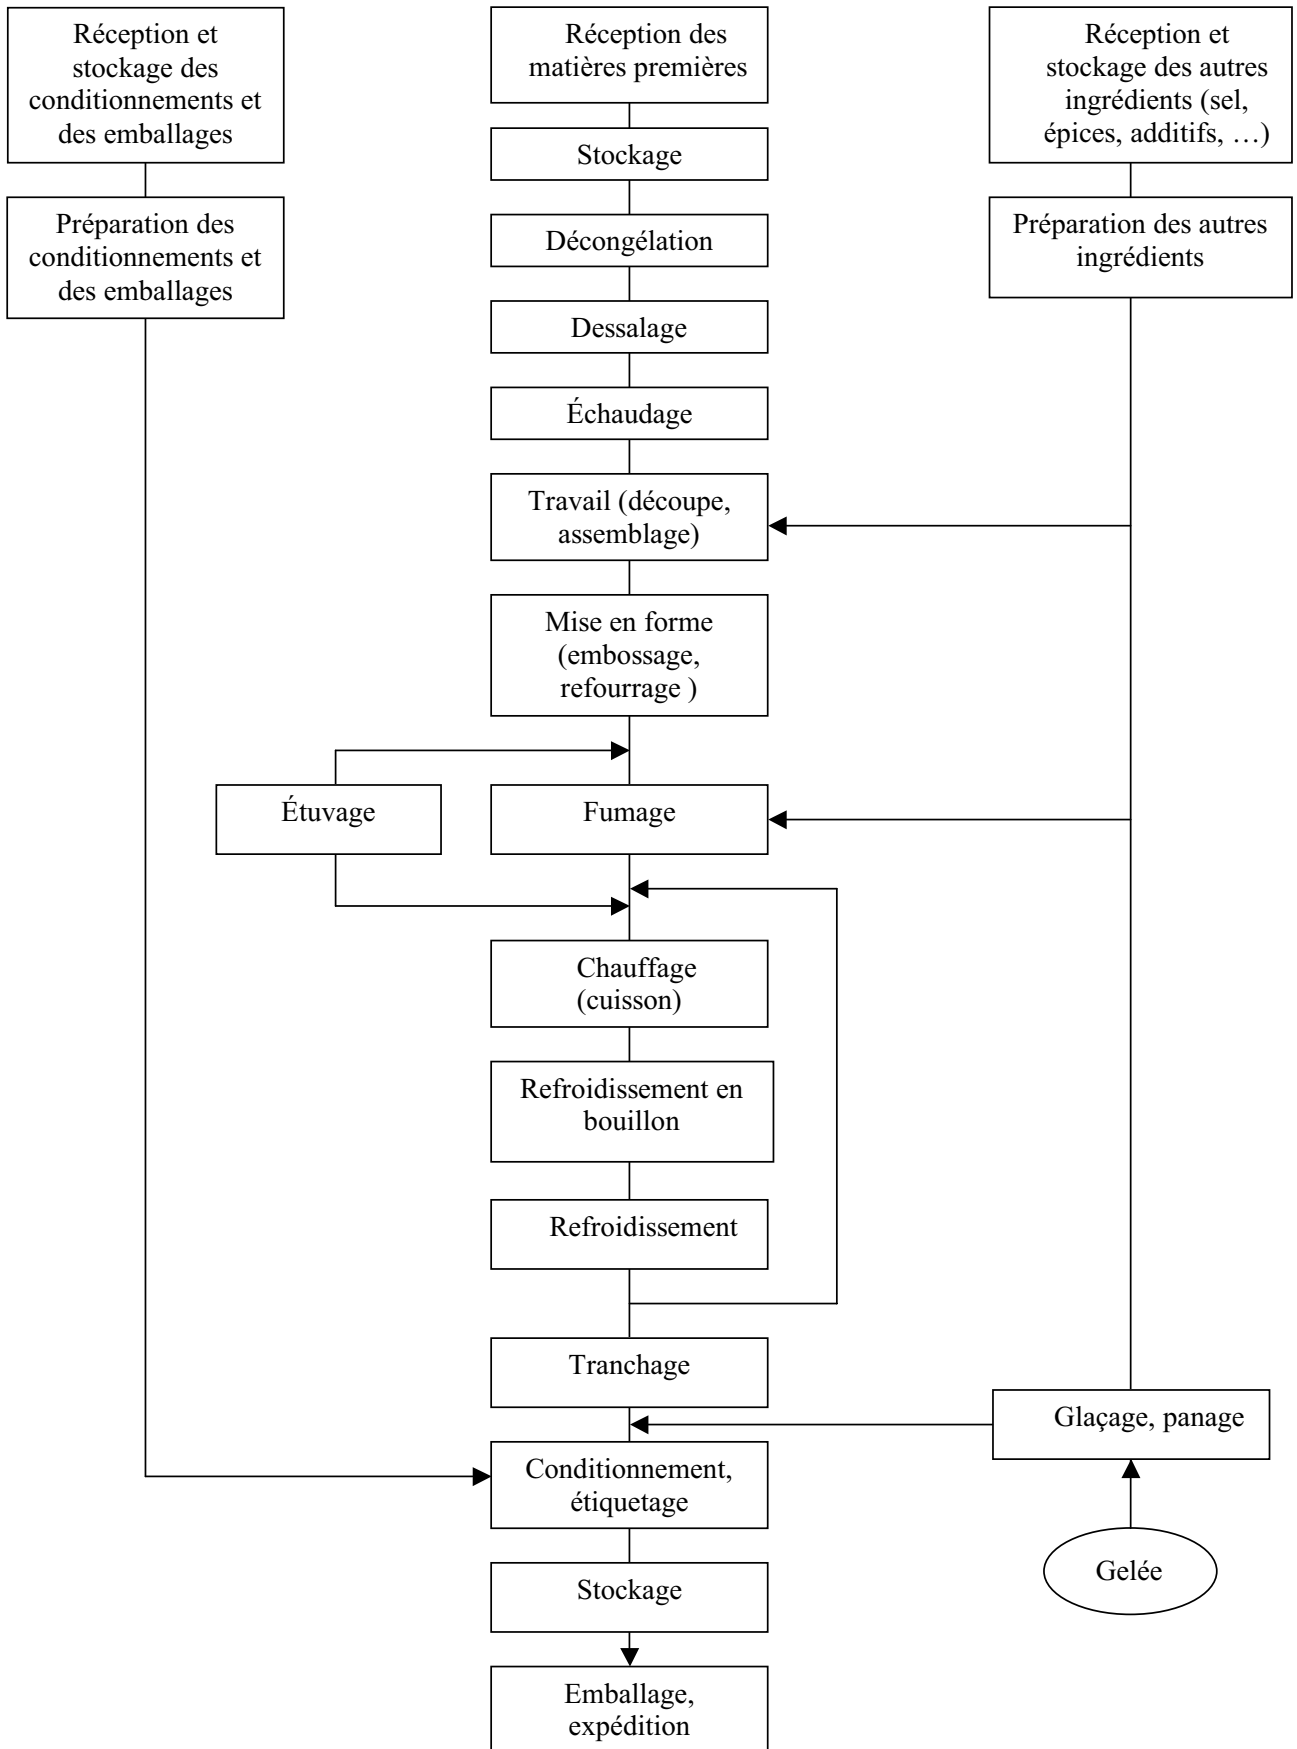 Réception et
stockage des
conditionnements et
des emballages
Réception des
matières premières
Réception et
stockage des autres
ingrédients (sel,
épices, additifs, …)
Stockage
Préparation des
conditionnements et
des emballages
Préparation des autres
ingrédients
Décongélation
Dessalage
Échaudage
Travail (découpe,
assemblage)
Mise en forme
(embossage,
refourrage )
Étuvage
Fumage
Chauffage
(cuisson)
Refroidissement en
bouillon
Refroidissement
Tranchage
Glaçage, panage
Conditionnement,
étiquetage
Gelée
Stockage
Emballage,
expédition